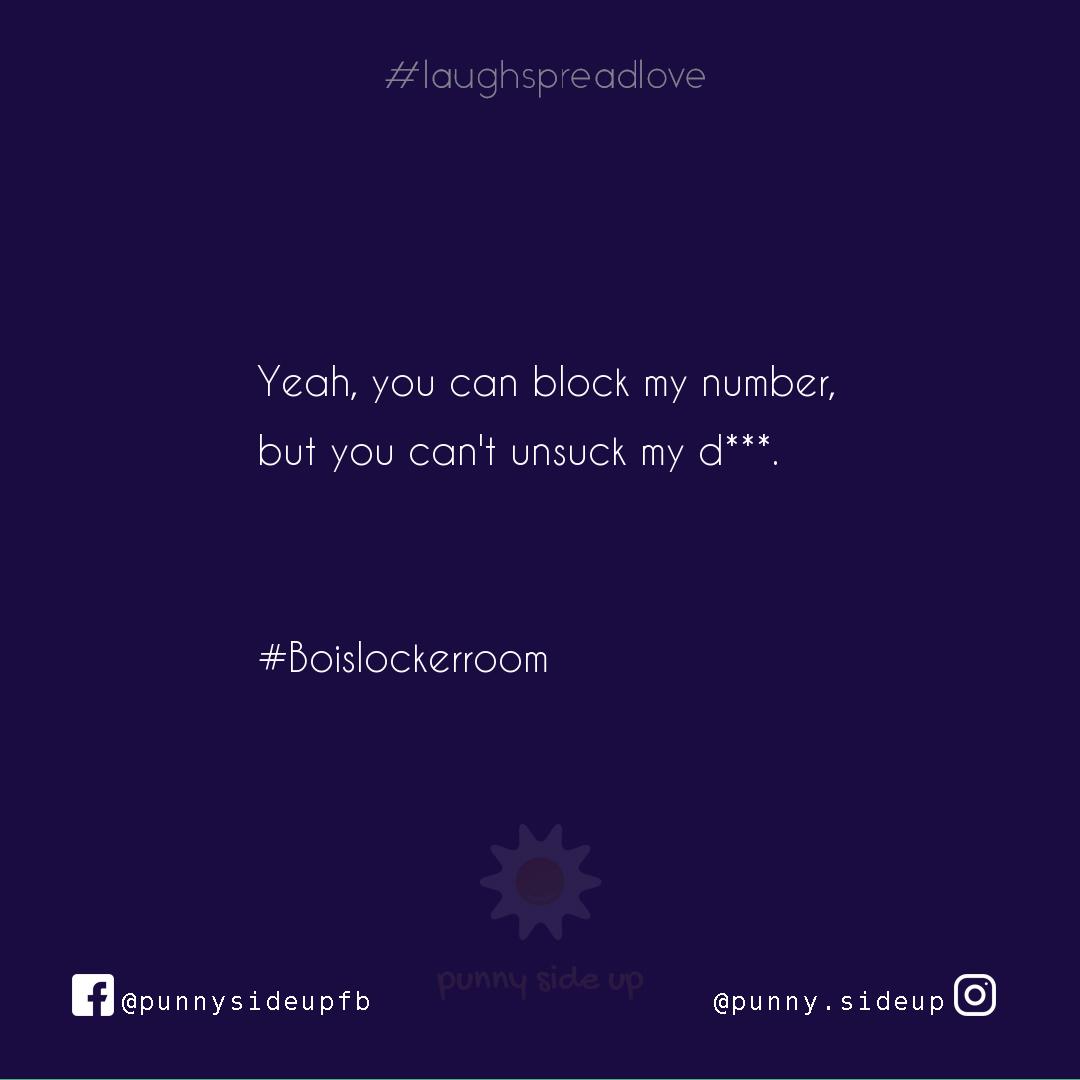 #laughspreadlove
Yeah, you can block my number,
but you can't unsuck my d***.
#Boislockerroom
punny side up
@punnysideupfb
@punny.sideup